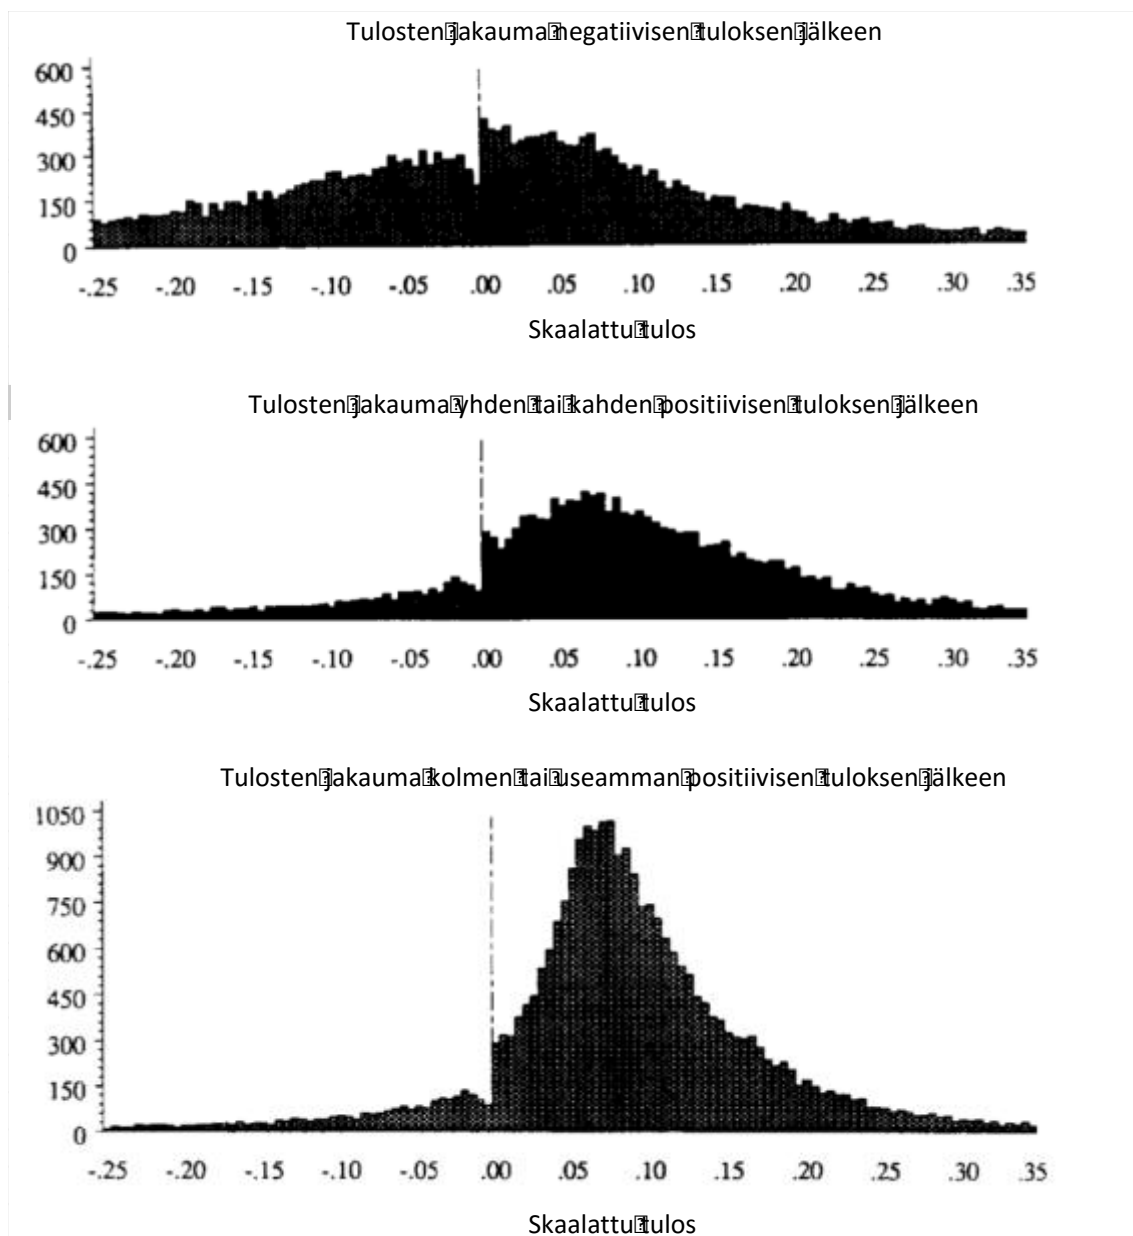 Tulosten jakauma negatiivisen tuloksen jälkeen
600
450
300
150
0
-.25 -.20 -.15 -.10 -.05 .00 .05 .10 .15 .20 .25 .30 .35
Skaalattu tulos
Tulosten jakauma yhden tai kahden positiivisen tuloksen jälkeen
600
450
300
150
0
-.25 -.20 -.15 -.10 -.05 .00 .05 .10 .15 .20 .25 .30 .35
Skaalattu tulos
Tulosten jakauma kolmen tai useamman positiivisen tuloksen jälkeen
1050
900
750
600
450
300
150
0
-.25 -.20 -.15 -.10 -.05 .00 .05 .10 .15 .20 .25 .30 .35
Skaalattu tulos